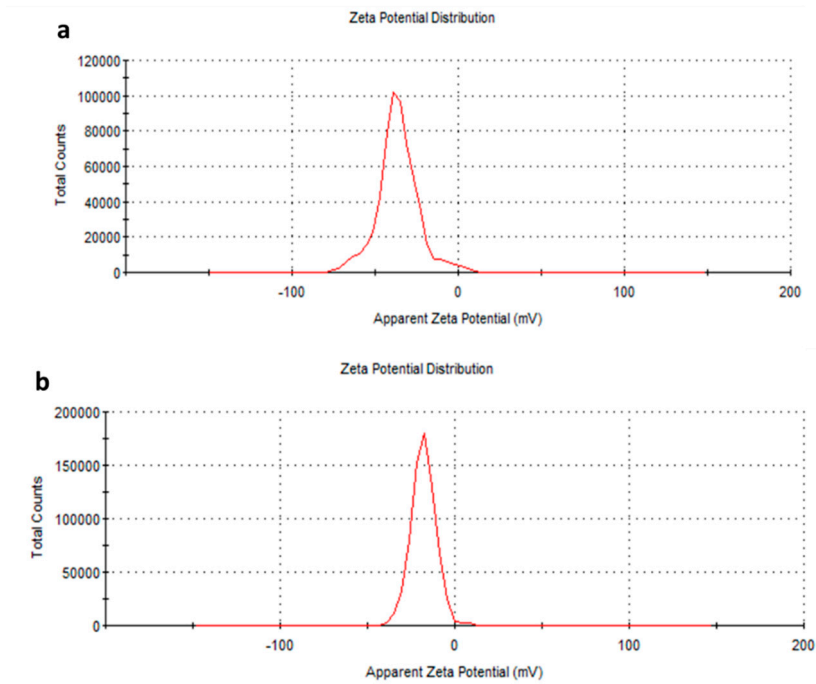 a
Zeta Potential Distribution
120000
100000
80000
60000
40000
20000
0
Total Counts
-100 0 100 200
Apparent Zeta Potential (mV)
b
Zeta Potential Distribution
200000
150000
100000
50000
0
Total Counts
-100 0 100 200
Apparent Zeta Potential (mV)